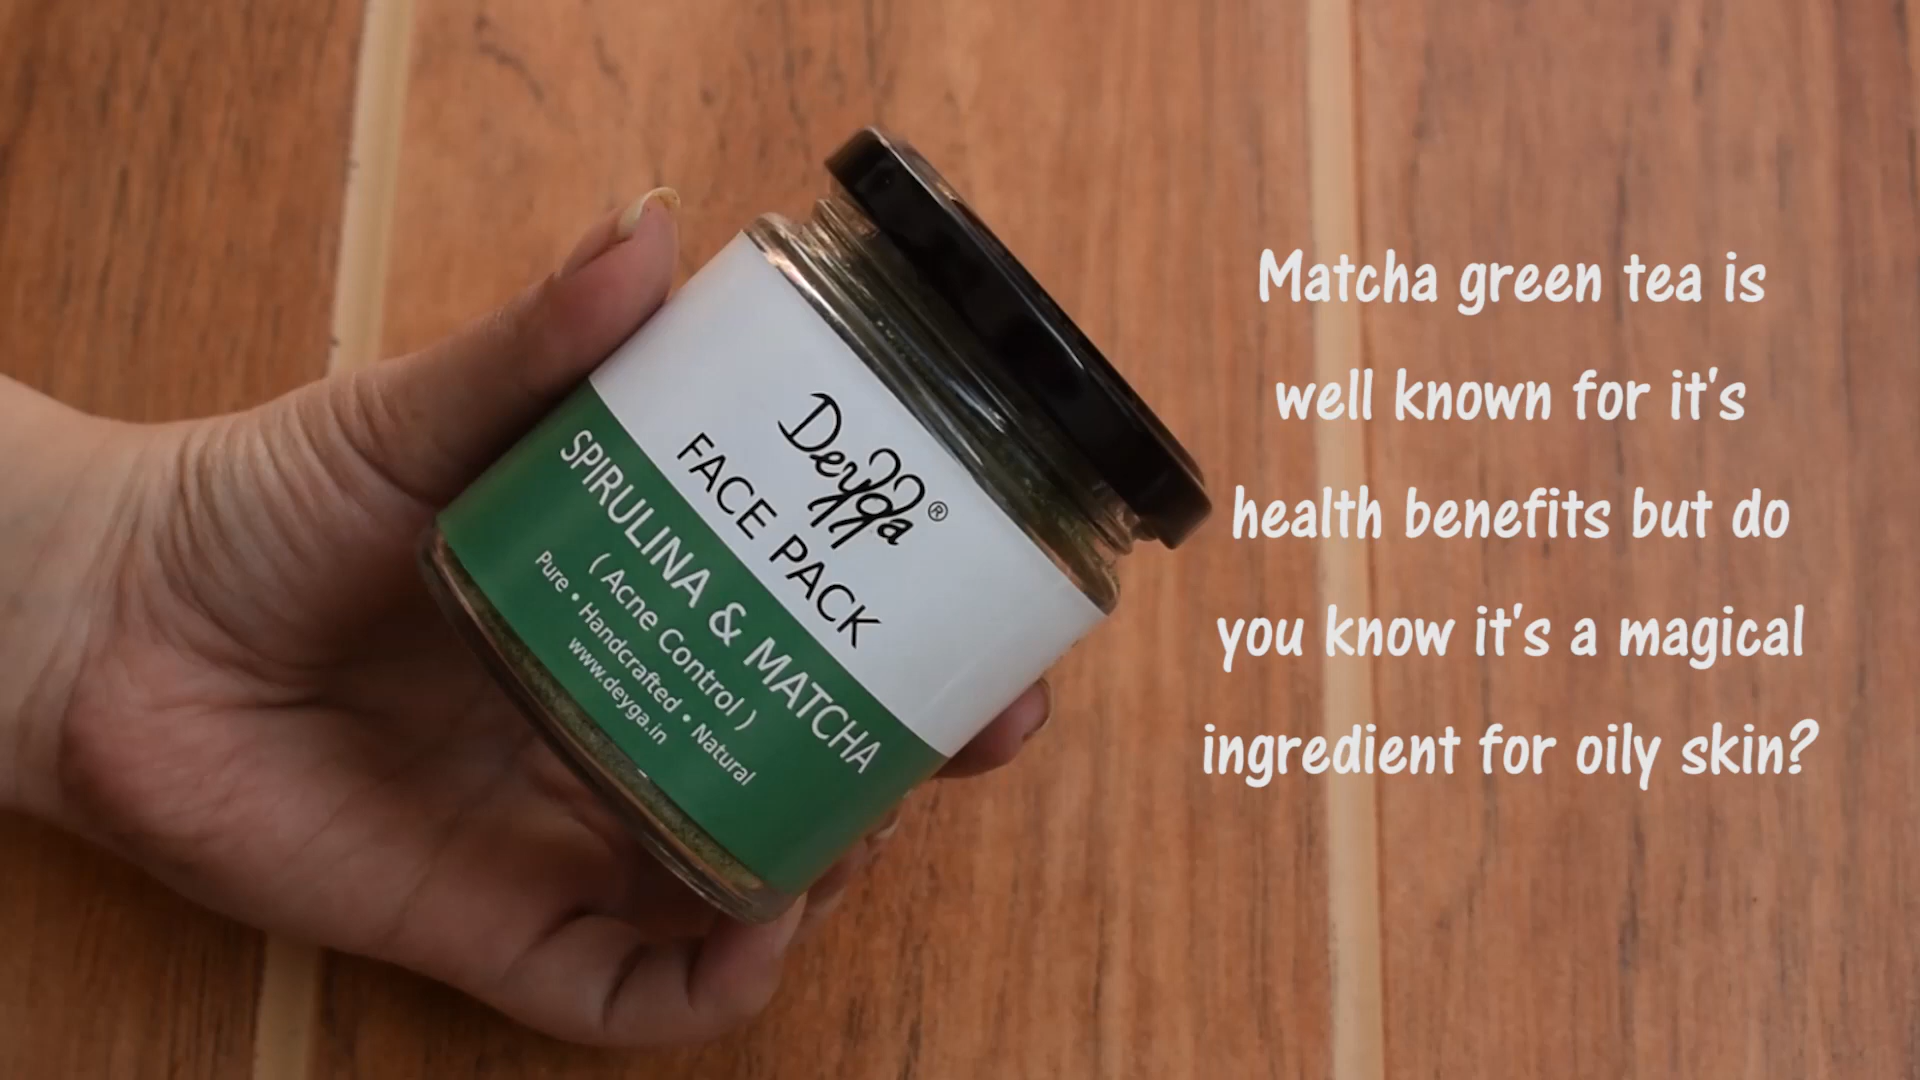 Deyga®
FACE PACK
SPIRULINA & MATCHA
( Acne Control )
Pure • Handcrafted • Natural
www.deyga.in
Matcha green tea is
well known for it's
health benefits but do
you know it's a magical
ingredient for oily skin?